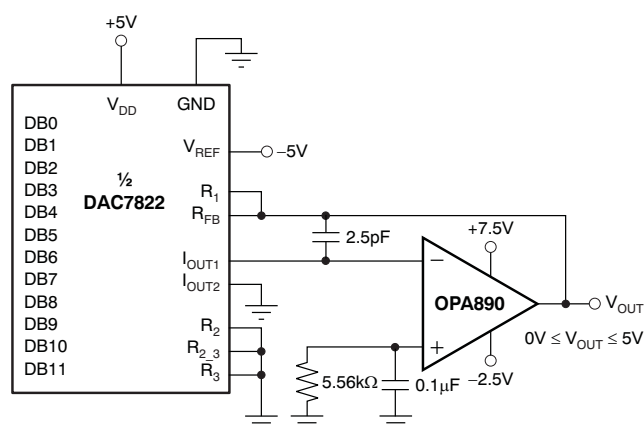 +5V
V_DD
GND
DB0
DB1
DB2
DB3
DB4
DB5
DB6
DB7
DB8
DB9
DB10
DB11
½
DAC7822
V_REF
−5V
R_1
R_FB
I_OUT1
I_OUT2
R_2
R_2_3
R_3
2.5pF
+7.5V
−
OPA890
+
−2.5V
V_OUT
0V ≤ V_OUT ≤ 5V
5.56kΩ
0.1μF